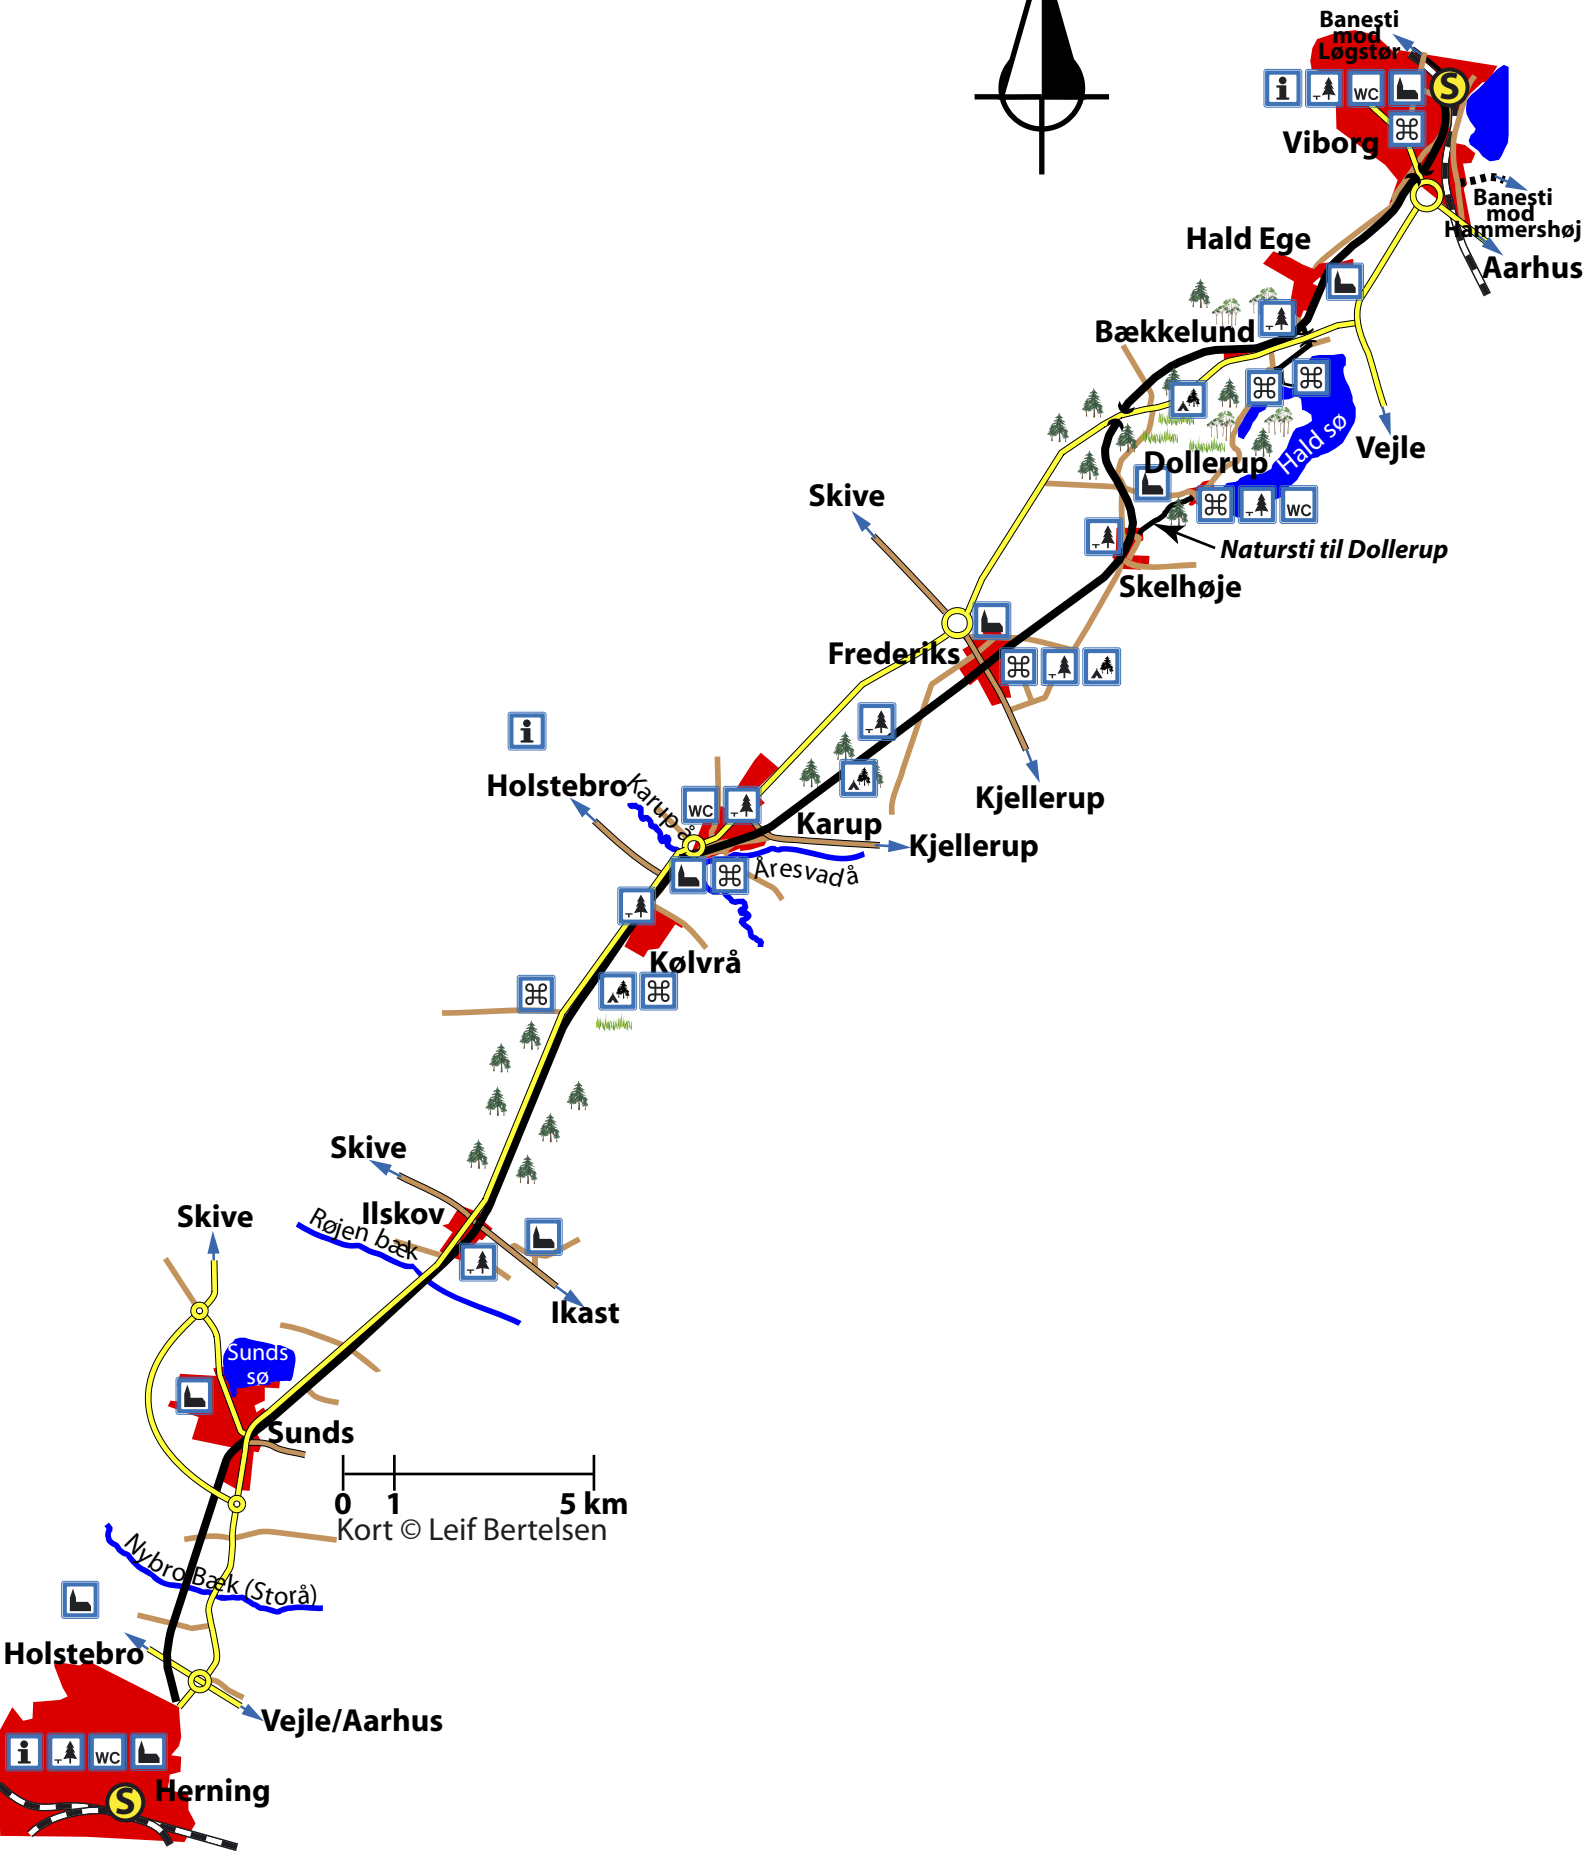 Banesti
mod
Løgstør
i
WC
S
Viborg
Banesti
mod
Hammershøj
Hald Ege
Aarhus
Bækkelund
Hald sø
Vejle
Dollerup
Skive
WC
Natursti til Dollerup
Skelhøje
Frederiks
i
Holstebro
Karup å
Kjellerup
WC
Karup
Kjellerup
Åresvad å
Kølvrå
Skive
Skive
Ilskov
Røjen bæk
Ikast
Sunds
sø
Sunds
0 1 5 km
Kort © Leif Bertelsen
Nybro Bæk (Storå)
Holstebro
Vejle/Aarhus
i
WC
Herning
S